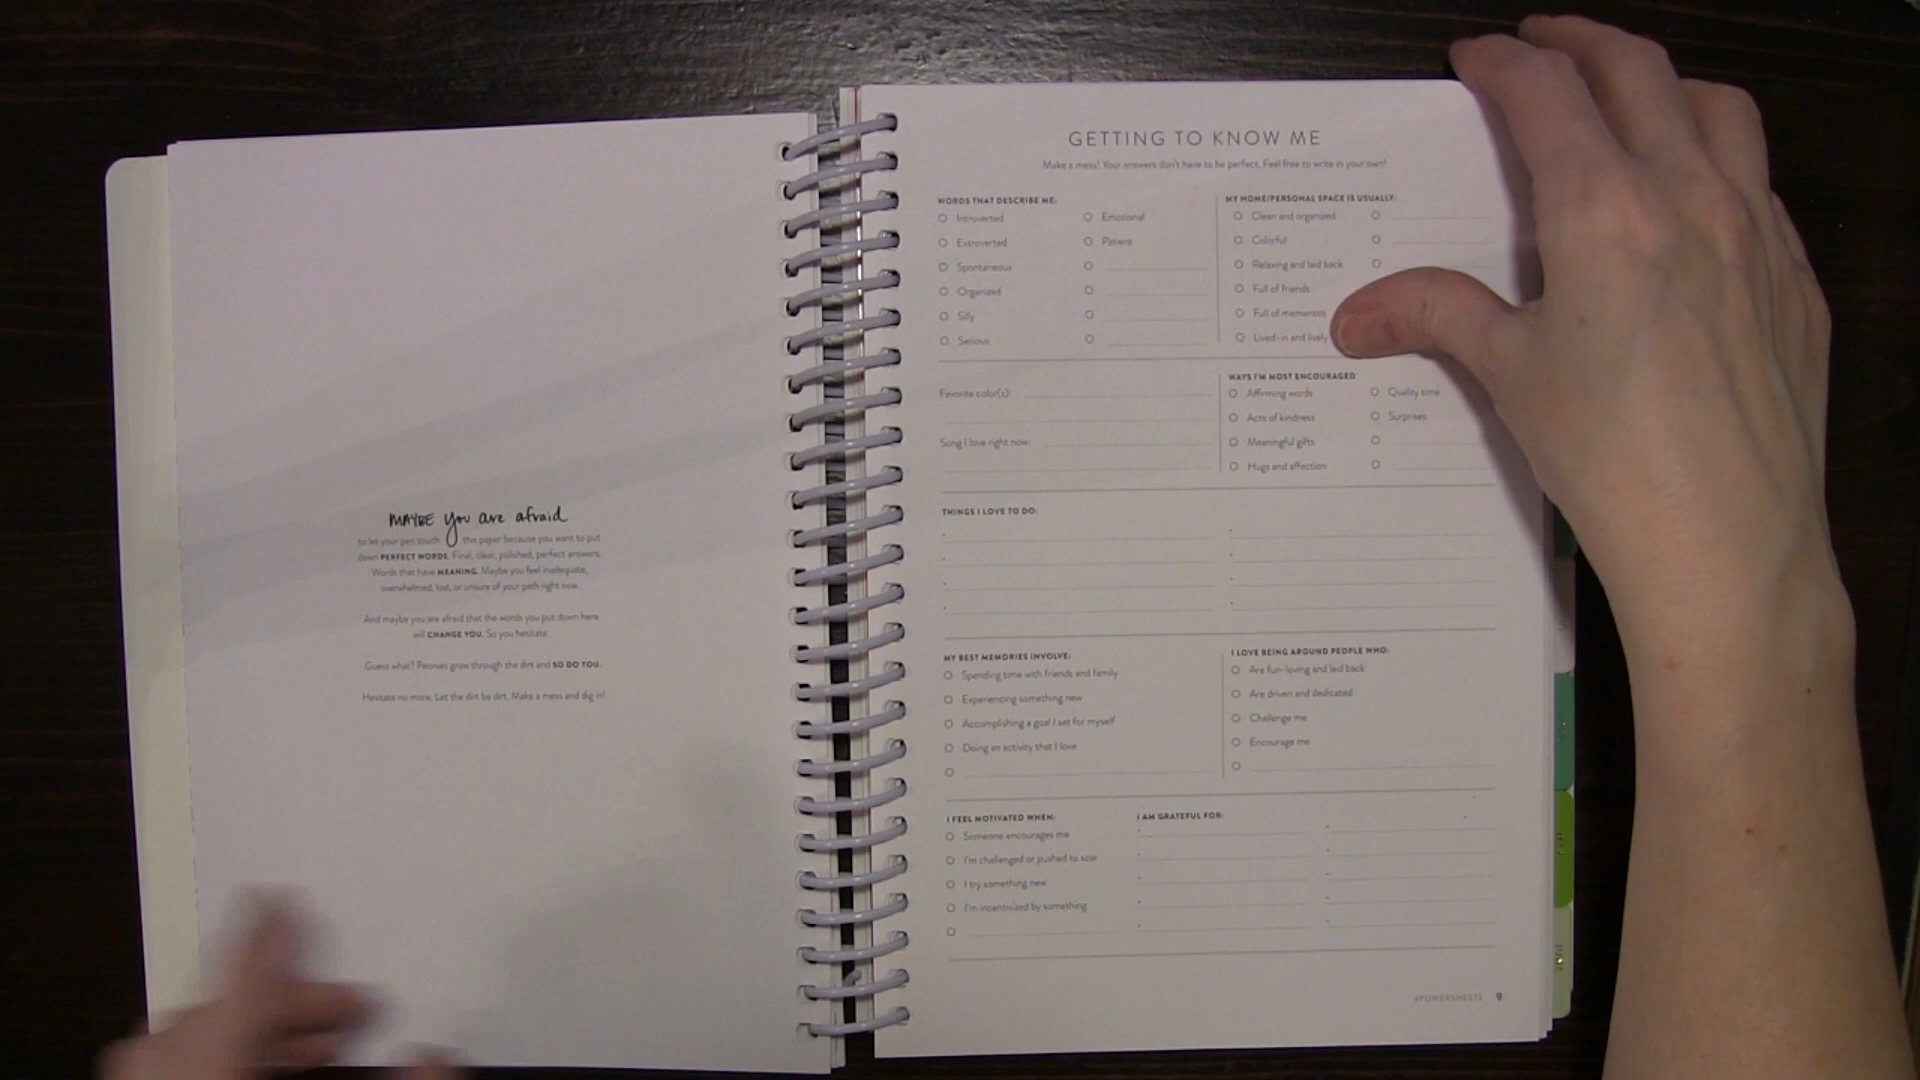 MAYBE you are afraid
to let your pen touch this paper because you want to put
down PERFECT WORDS. Final, clear, polished, perfect answers.
Words that have MEANING. Maybe you feel inadequate,
overwhelmed, lost, or unsure of your path right now.
And maybe you are afraid that the words you put down here
will CHANGE YOU. So you hesitate.
Guess what? Peonies grow through the dirt and SO DO YOU.
Hesitate no more. Let the dirt be dirt. Make a mess and dig in!
GETTING TO KNOW ME
Make a mess! Your answers don't have to be perfect. Feel free to write in your own!
WORDS THAT DESCRIBE ME:
Introverted
Extroverted
Spontaneous
Organized
Silly
Serious
Emotional
Patient
MY HOME/PERSONAL SPACE IS USUALLY:
Clean and organized
Colorful
Relaxing and laid back
Full of friends
Full of mementos
Lived-in and lively
Favorite color(s):
Song I love right now:
WAYS I'M MOST ENCOURAGED
Affirming words
Acts of kindness
Meaningful gifts
Hugs and affection
Quality time
Surprises
THINGS I LOVE TO DO:
MY BEST MEMORIES INVOLVE:
Spending time with friends and family
Experiencing something new
Accomplishing a goal I set for myself
Doing an activity that I love
I LOVE BEING AROUND PEOPLE WHO:
Are fun-loving and laid back
Are driven and dedicated
Challenge me
Encourage me
I FEEL MOTIVATED WHEN:
Someone encourages me
I'm challenged or pushed to soar
I try something new
I'm incentivized by something
I AM GRATEFUL FOR:
#POWERSHEETS 9